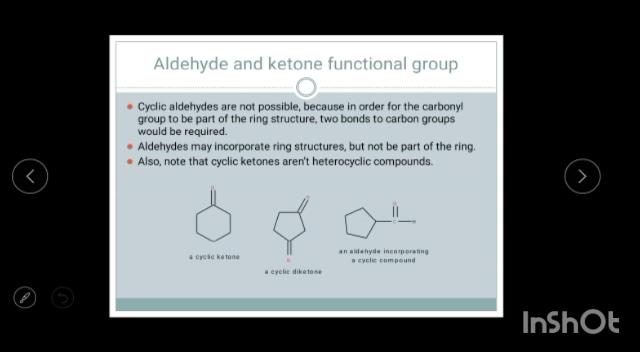 Aldehyde and ketone functional group
Cyclic aldehydes are not possible, because in order for the carbonyl
group to be part of the ring structure, two bonds to carbon groups
would be required.
Aldehydes may incorporate ring structures, but not be part of the ring.
Also, note that cyclic ketones aren't heterocyclic compounds.
a cyclic ketone
a cyclic diketone
an aldehyde incorporating
a cyclic compound
InShOt